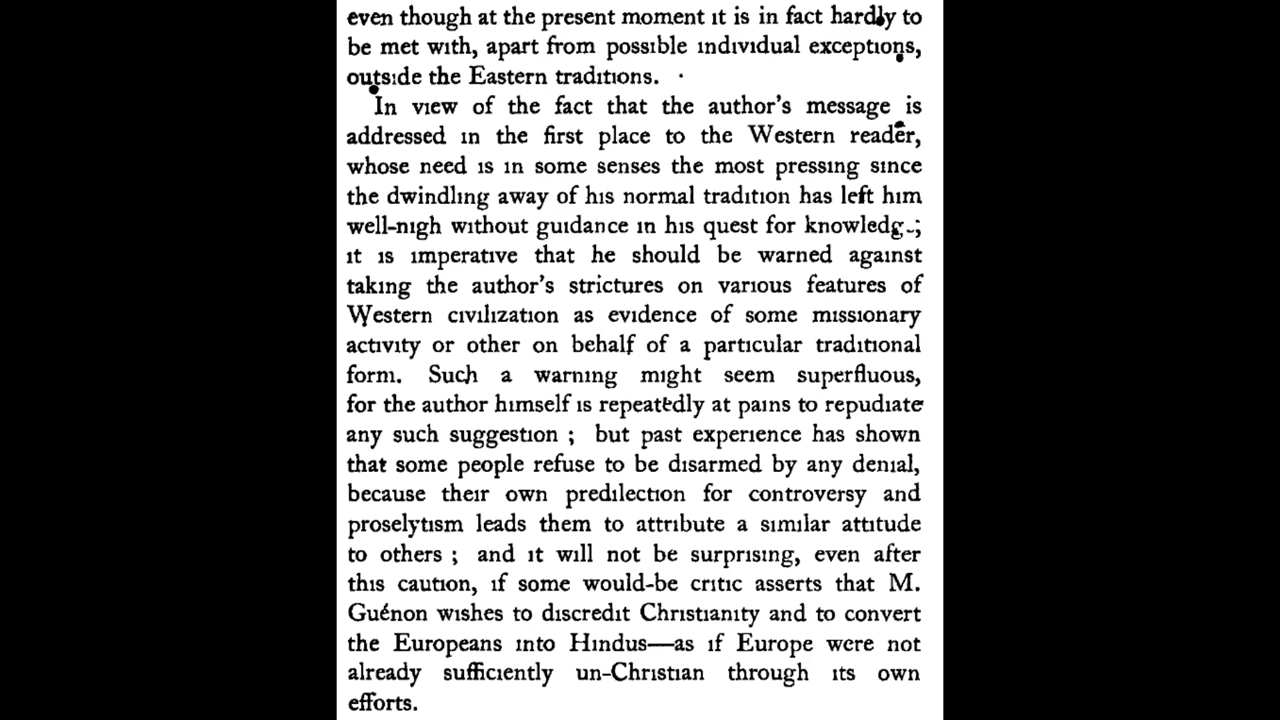 even though at the present moment it is in fact hardly to
be met with, apart from possible individual exceptions,
outside the Eastern traditions.
In view of the fact that the author's message is
addressed in the first place to the Western reader,
whose need is in some senses the most pressing since
the dwindling away of his normal tradition has left him
well-nigh without guidance in his quest for knowledge;
it is imperative that he should be warned against
taking the author's strictures on various features of
Western civilization as evidence of some missionary
activity or other on behalf of a particular traditional
form. Such a warning might seem superfluous,
for the author himself is repeatedly at pains to repudiate
any such suggestion ; but past experience has shown
that some people refuse to be disarmed by any denial,
because their own predilection for controversy and
proselytism leads them to attribute a similar attitude
to others ; and it will not be surprising, even after
this caution, if some would-be critic asserts that M.
Guénon wishes to discredit Christianity and to convert
the Europeans into Hindus—as if Europe were not
already sufficiently un-Christian through its own
efforts.